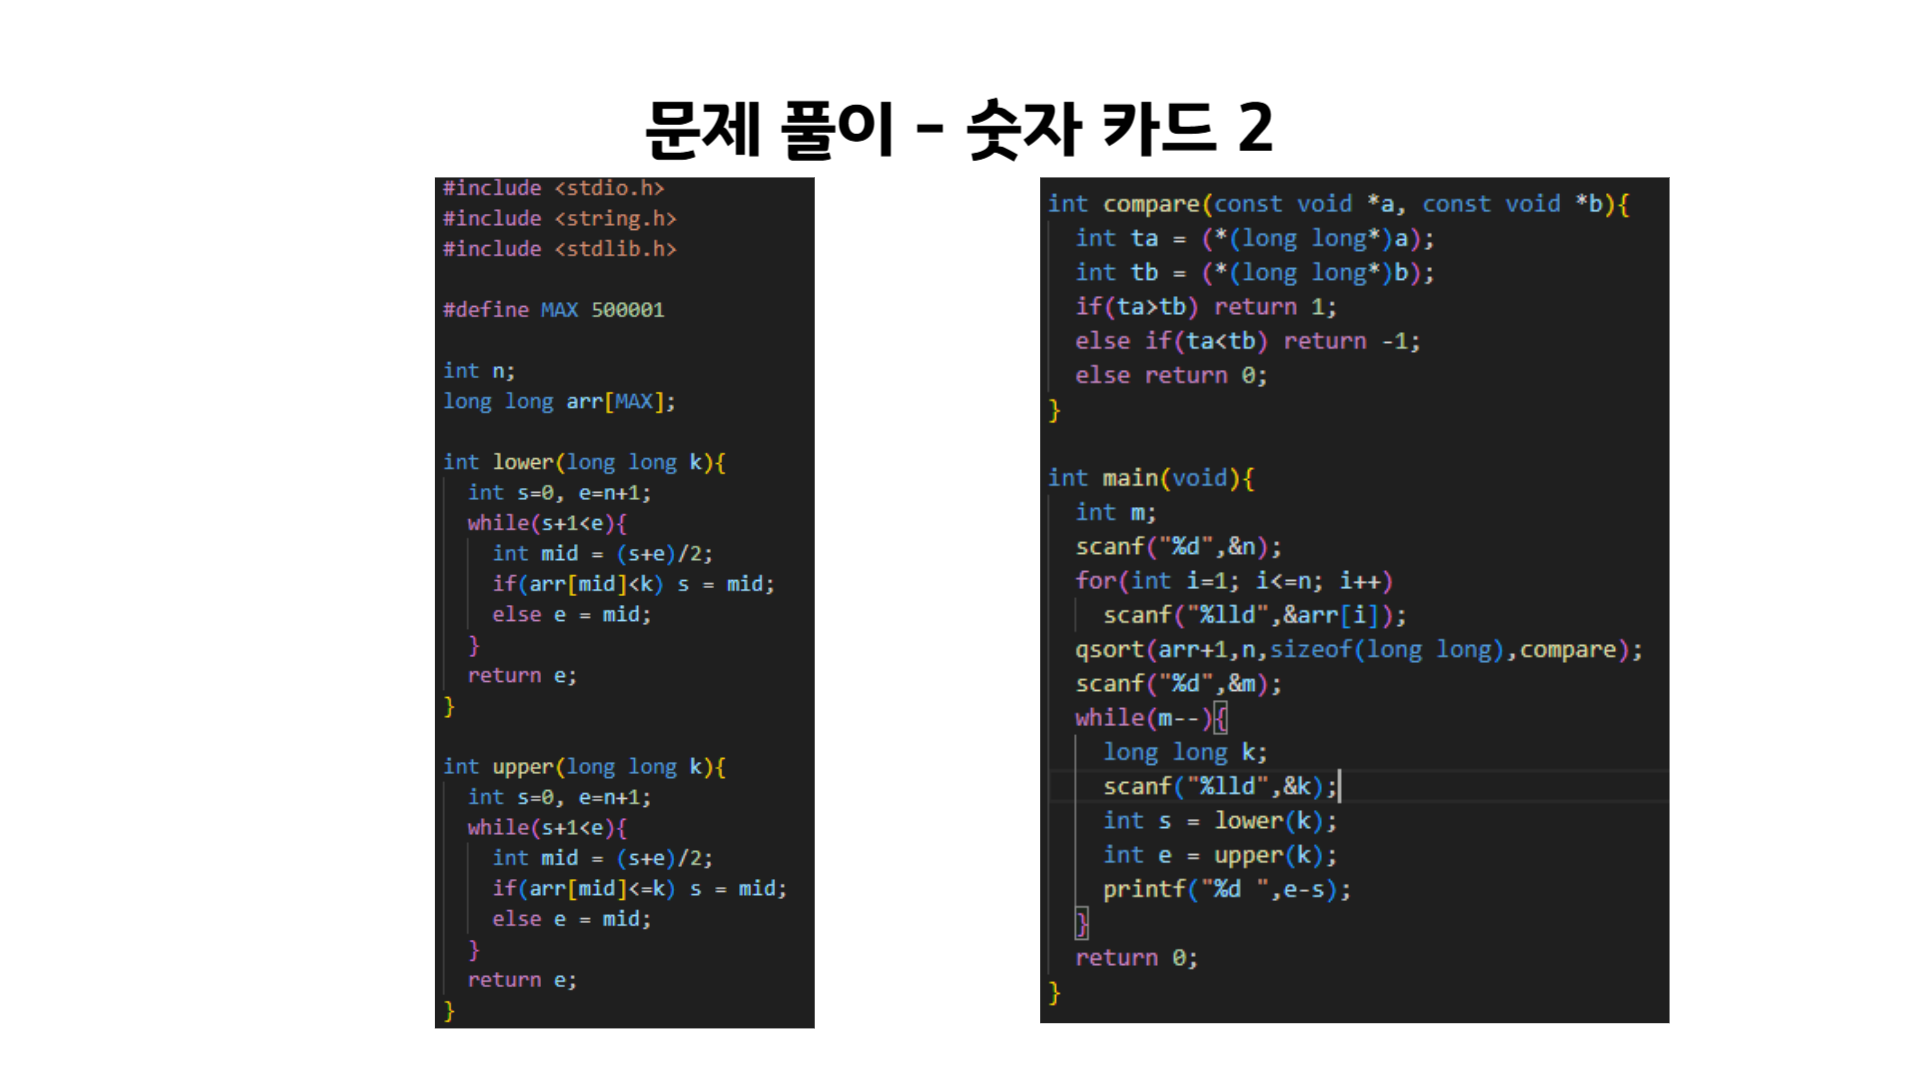 문제 풀이 - 숫자 카드 2
#include <stdio.h>
#include <string.h>
#include <stdlib.h>
#define MAX 500001
int n;
long long arr[MAX];
int lower(long long k){
int s=0, e=n+1;
while(s+1<e){
int mid = (s+e)/2;
if(arr[mid]<k) s = mid;
else e = mid;
}
return e;
}
int upper(long long k){
int s=0, e=n+1;
while(s+1<e){
int mid = (s+e)/2;
if(arr[mid]<=k) s = mid;
else e = mid;
}
return e;
}
int compare(const void *a, const void *b){
int ta = (*(long long*)a);
int tb = (*(long long*)b);
if(ta>tb) return 1;
else if(ta<tb) return -1;
else return 0;
}
int main(void){
int m;
scanf("%d",&n);
for(int i=1; i<=n; i++)
scanf("%lld",&arr[i]);
qsort(arr+1,n,sizeof(long long),compare);
scanf("%d",&m);
while(m--){
long long k;
scanf("%lld",&k);
int s = lower(k);
int e = upper(k);
printf("%d ",e-s);
}
return 0;
}